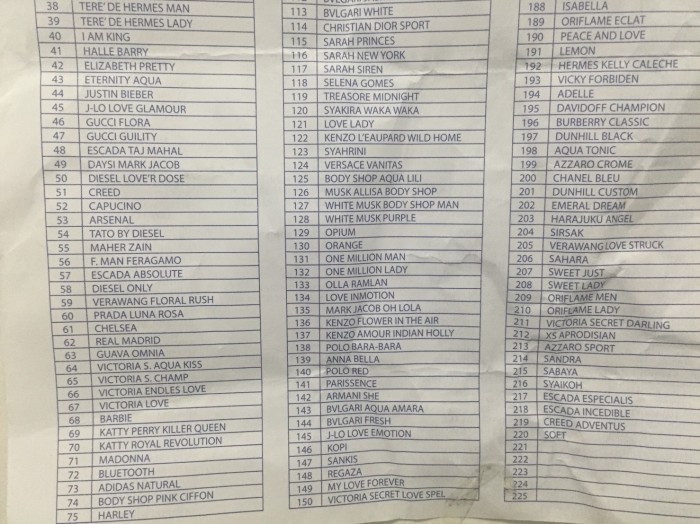 38 TERE'DE HERMES MAN
39 TERE'DE HERMES LADY
40 I AM KING
41 HALLE BARRY
42 ELIZABETH PRETTY
43 ETERNITY AQUA
44 JUSTIN BIEBER
45 J-LO LOVE GLAMOUR
46 GUCCI FLORA
47 GUCCI GUILITY
48 ESCADA TAJ MAHAL
49 DAYSI MARK JACOB
50 DIESEL LOVE'R DOSE
51 CREED
52 CAPUCINO
53 ARSENAL
54 TATO BY DIESEL
55 MAHER ZAIN
56 F. MAN FERAGAMO
57 ESCADA ABSOLUTE
58 DIESEL ONLY
59 VERAWANG FLORAL RUSH
60 PRADA LUNA ROSA
61 CHELSEA
62 REAL MADRID
63 GUAVA OMNIA
64 VICTORIA S. AQUA KISS
65 VICTORIA S. CHAMP
66 VICTORIA ENDLES LOVE
67 VICTORIA LOVE
68 BARBIE
69 KATTY PERRY KILLER QUEEN
70 KATTY ROYAL REVOLUTION
71 MADONNA
72 BLUETOOTH
73 ADIDAS NATURAL
74 BODY SHOP PINK CIFFON
75 HARLEY
113 BVLGARI WHITE
114 CHRISTIAN DIOR SPORT
115 SARAH PRINCES
116 SARAH NEW YORK
117 SARAH SIREN
118 SELENA GOMES
119 TREASORE MIDNIGHT
120 SYAKIRA WAKA WAKA
121 LOVE LADY
122 KENZO L'EAUPARD WILD HOME
123 SYAHRINI
124 VERSACE VANITAS
125 BODY SHOP AQUA LILI
126 MUSK ALLISA BODY SHOP
127 WHITE MUSK BODY SHOP MAN
128 WHITE MUSK PURPLE
129 OPIUM
130 ORANGE
131 ONE MILLION MAN
132 ONE MILLION LADY
133 OLLA RAMLAN
134 LOVE INMOTION
135 MARK JACOB OH LOLA
136 KENZO FLOWER IN THE AIR
137 KENZO AMOUR INDIAN HOLLY
138 POLO BARA-BARA
139 ANNA BELLA
140 POLO RED
141 PARISSENCE
142 ARMANI SHE
143 BVLGARI AQUA AMARA
144 BVLGARI FRESH
145 J-LO LOVE EMOTION
146 KOPI
147 SANKIS
148 REGAZA
149 MY LOVE FOREVER
150 VICTORIA SECRET LOVE SPEL
188 ISABELLA
189 ORIFLAME ECLAT
190 PEACE AND LOVE
191 LEMON
192 HERMES KELLY CALECHE
193 VICKY FORBIDEN
194 ADELLE
195 DAVIDOFF CHAMPION
196 BURBERRY CLASSIC
197 DUNHILL BLACK
198 AQUA TONIC
199 AZZARO CROME
200 CHANEL BLEU
201 DUNHILL CUSTOM
202 EMERAL DREAM
203 HARAJUKU ANGEL
204 SIRSAK
205 VERAWANG LOVE STRUCK
206 SAHARA
207 SWEET JUST
208 SWEET LADY
209 ORIFLAME MEN
210 ORIFLAME LADY
211 VICTORIA SECRET DARLING
212 XS APRODISIAN
213 AZZARO SPORT
214 SANDRA
215 SABAYA
216 SYAIKOH
217 ESCADA ESPECIALIS
218 ESCADA INCEDIBLE
219 CREED ADVENTUS
220 SOFT
221
222
223
224
225